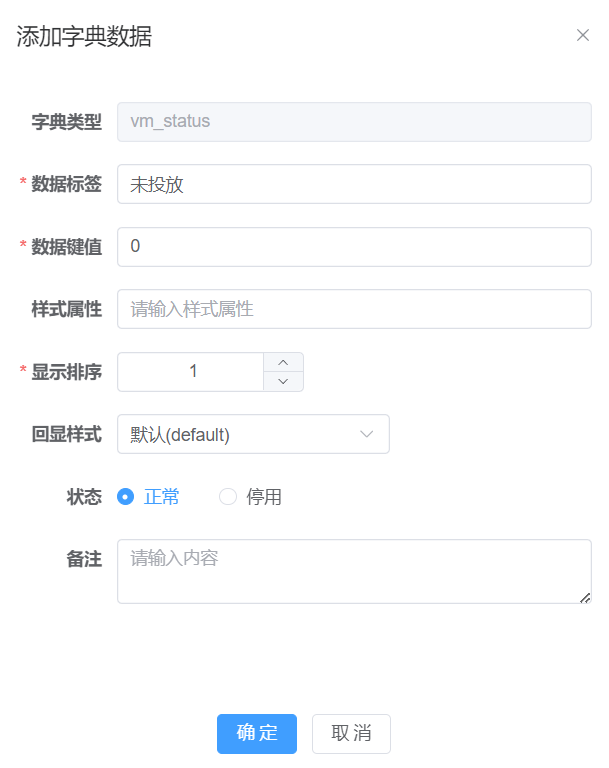 添加字典数据
字典类型 vm_status
* 数据标签 未投放
* 数据键值 0
样式属性 请输入样式属性
* 显示排序 1
回显样式 默认(default)
状态 正常 停用
备注 请输入内容
确定 取消